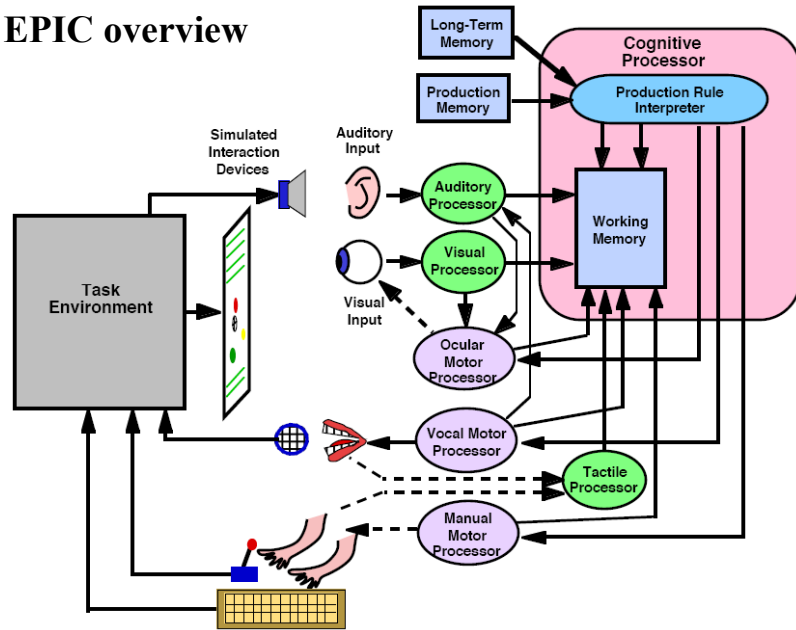 EPIC overview
Long-Term
Memory
Cognitive
Processor
Production
Memory
Production Rule
Interpreter
Simulated
Interaction
Devices
Auditory
Input
Auditory
Processor
Working
Memory
Visual
Processor
Task
Environment
Visual
Input
Ocular
Motor
Processor
Vocal Motor
Processor
Tactile
Processor
Manual
Motor
Processor